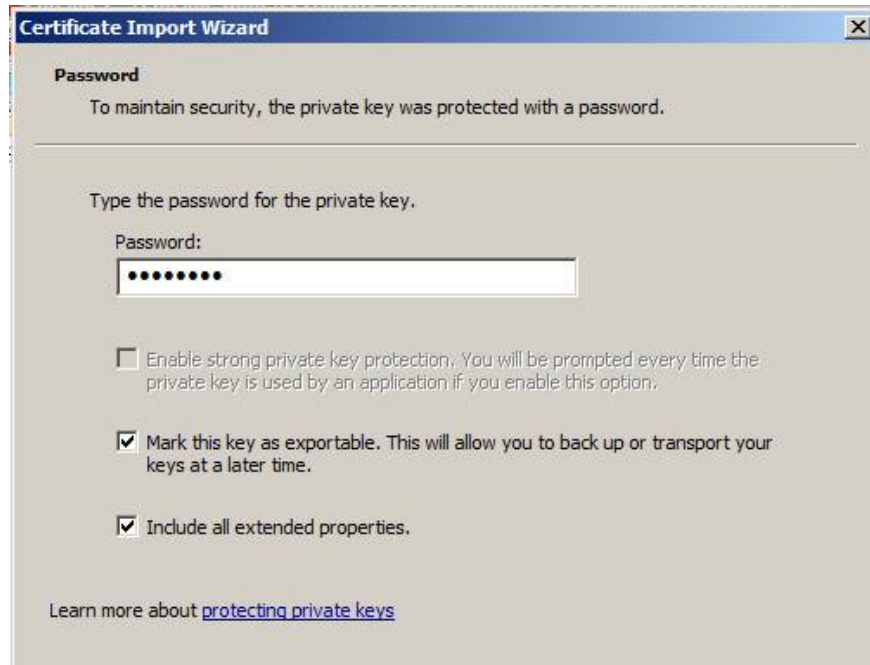 Certificate Import Wizard
Password
To maintain security, the private key was protected with a password.
Type the password for the private key.
Password:
••••••••
Enable strong private key protection. You will be prompted every time the
private key is used by an application if you enable this option.
Mark this key as exportable. This will allow you to back up or transport your
keys at a later time.
Include all extended properties.
Learn more about protecting private keys